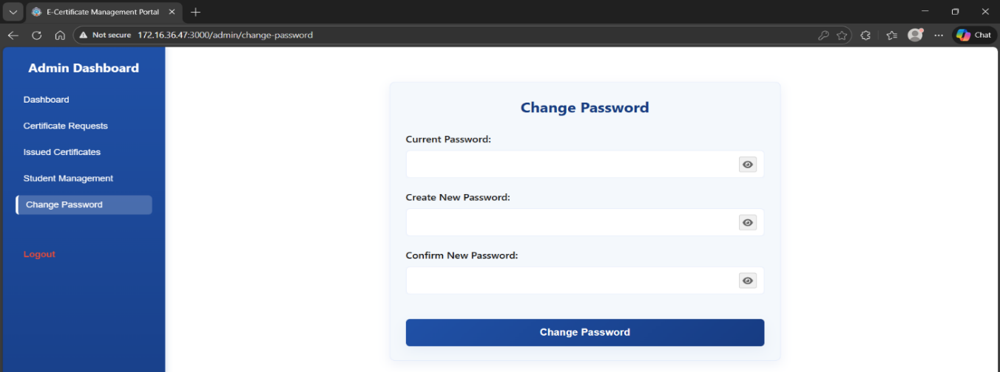 E-Certificate Management Portal
Not secure 172.16.36.47:3000/admin/change-password
Chat
Admin Dashboard
Dashboard
Certificate Requests
Issued Certificates
Student Management
Change Password
Logout
Change Password
Current Password:
Create New Password:
Confirm New Password:
Change Password